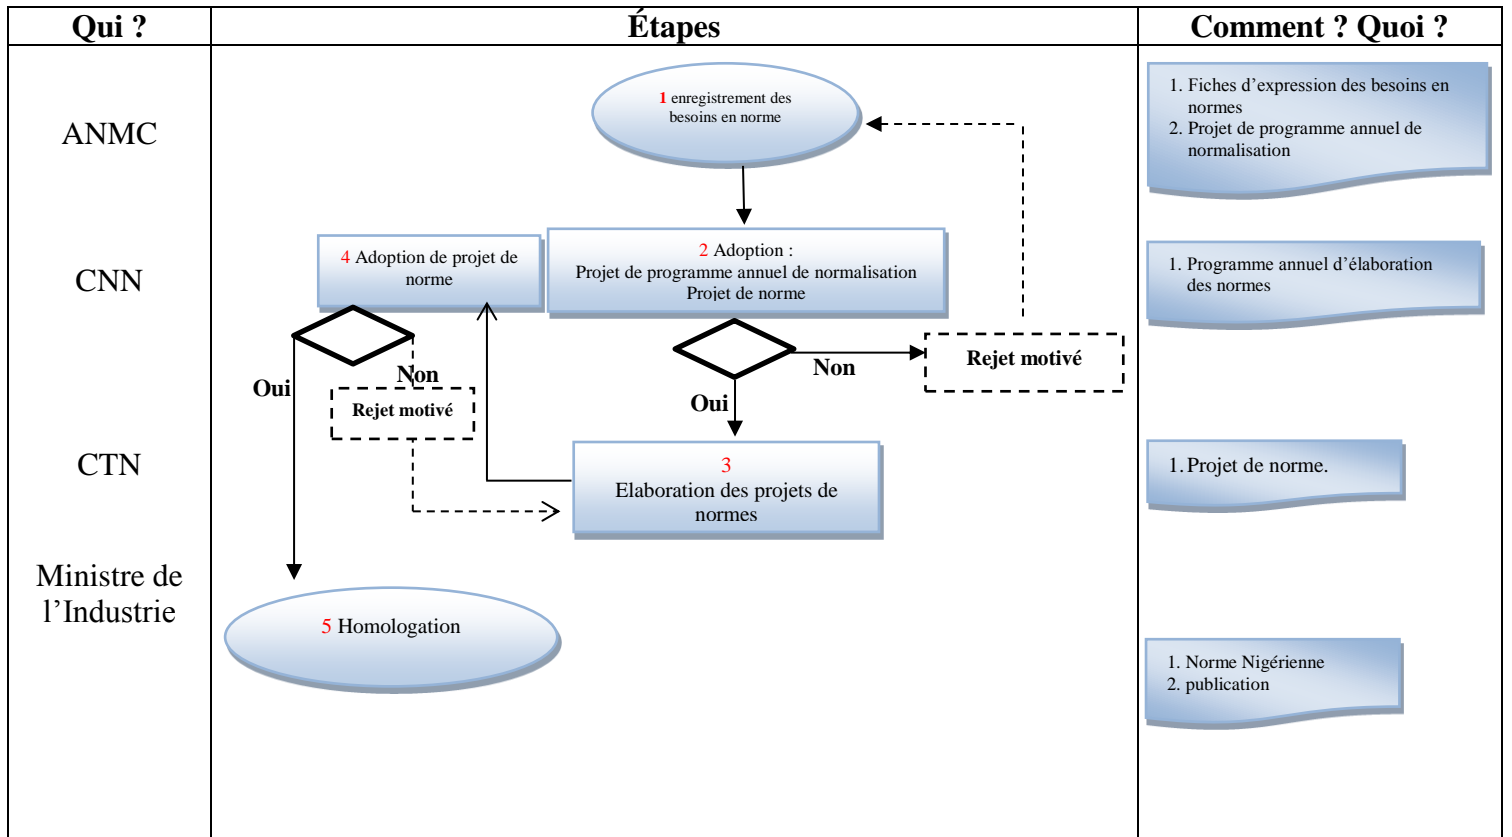 Qui ?
Étapes
Comment ? Quoi ?
ANMC
1 enregistrement des
besoins en norme
1. Fiches d’expression des besoins en
normes
2. Projet de programme annuel de
normalisation
CNN
4 Adoption de projet de
norme
2 Adoption :
Projet de programme annuel de normalisation
Projet de norme
1. Programme annuel d’élaboration
des normes
Oui
Non
Rejet motivé
Non
Rejet motivé
Oui
CTN
3
Elaboration des projets de
normes
1. Projet de norme.
Ministre de
l’Industrie
5 Homologation
1. Norme Nigérienne
2. publication